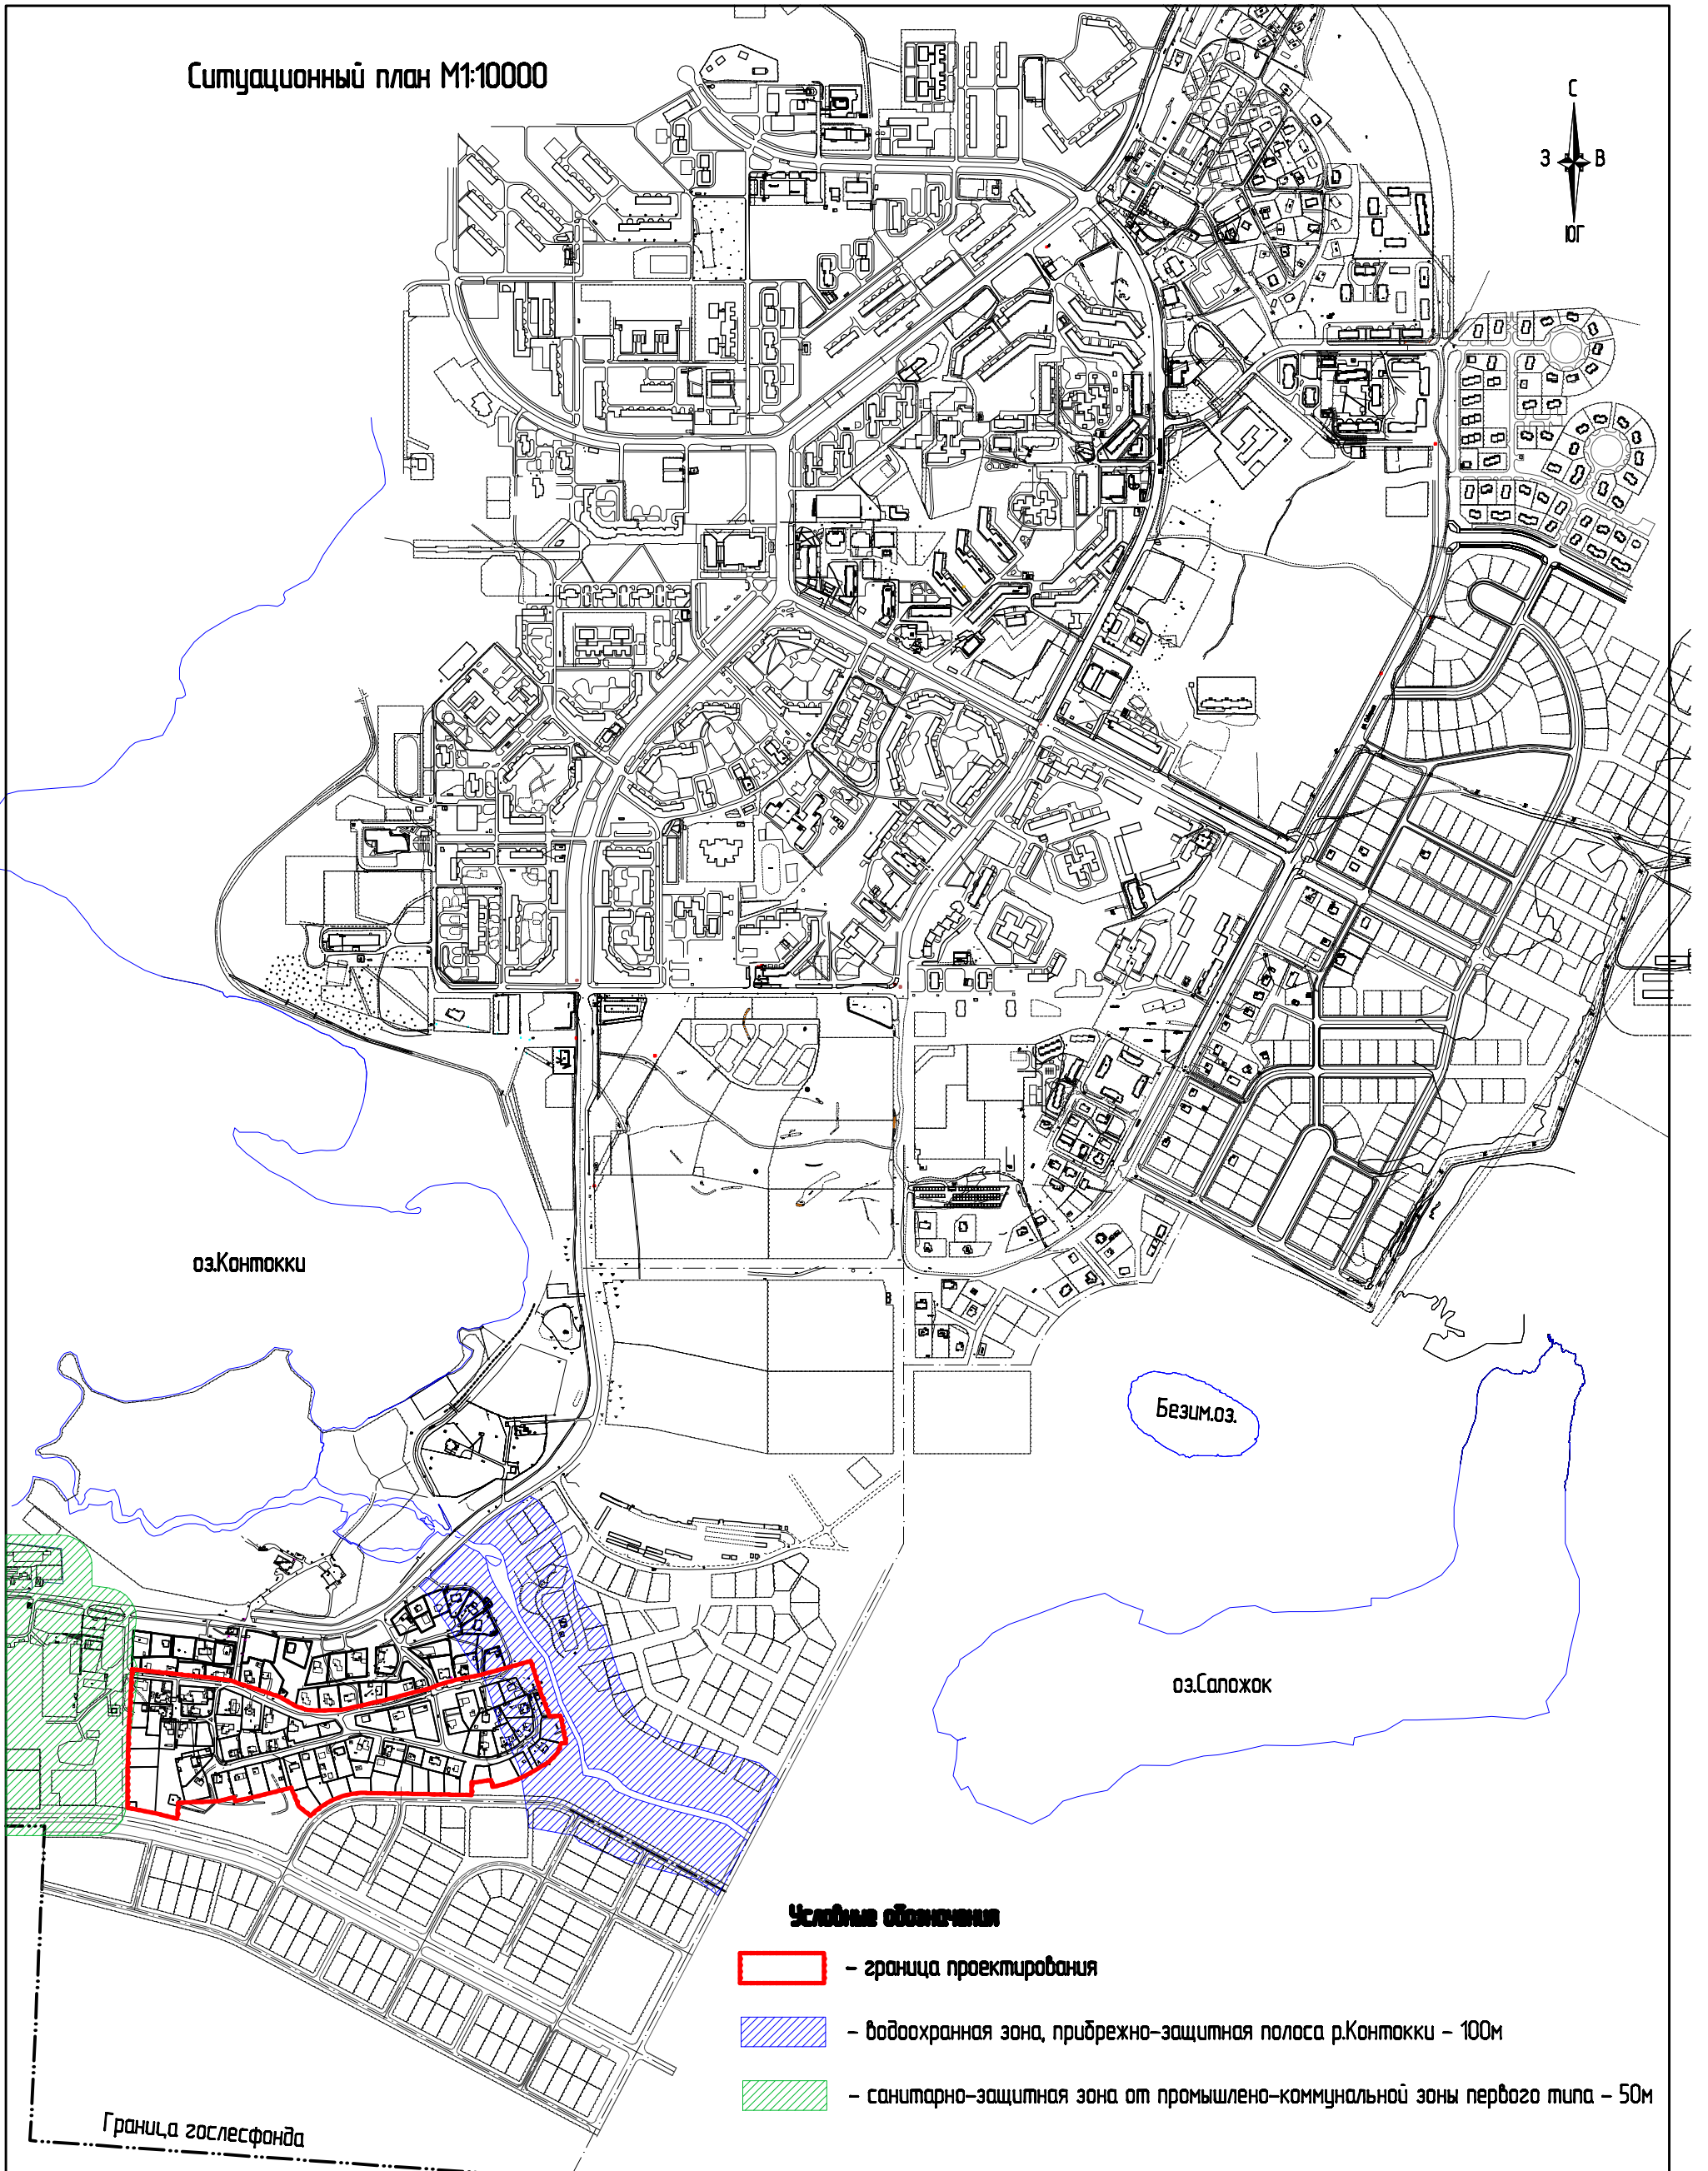 Ситуационный план М1:10000
С
З В
ЮГ
оз.Контокки
Безим.оз.
оз.Сапожок
Условные обозначения
– граница проектирования
– водоохранная зона, прибрежно-защитная полоса р.Контокки – 100м
– санитарно-защитная зона от промышлено-коммунальной зоны первого типа – 50м
Граница гослесфонда